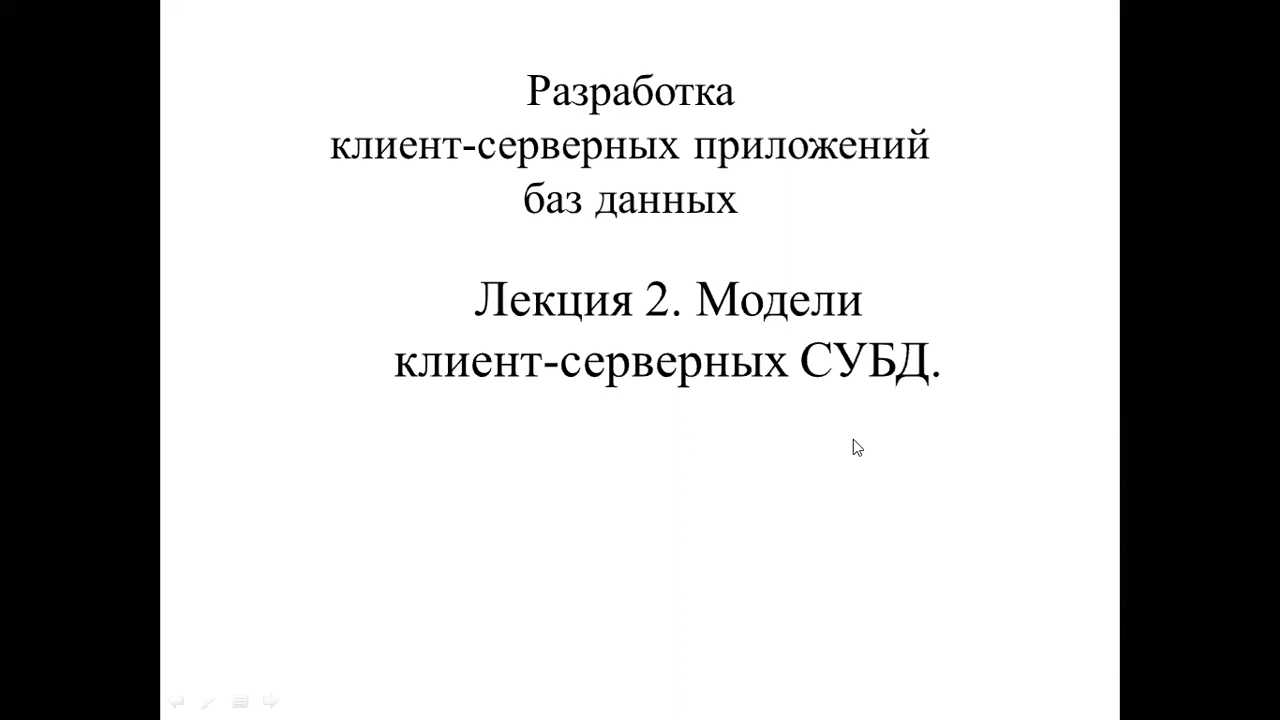 Разработка
клиент-серверных приложений
баз данных
Лекция 2. Модели
клиент-серверных СУБД.